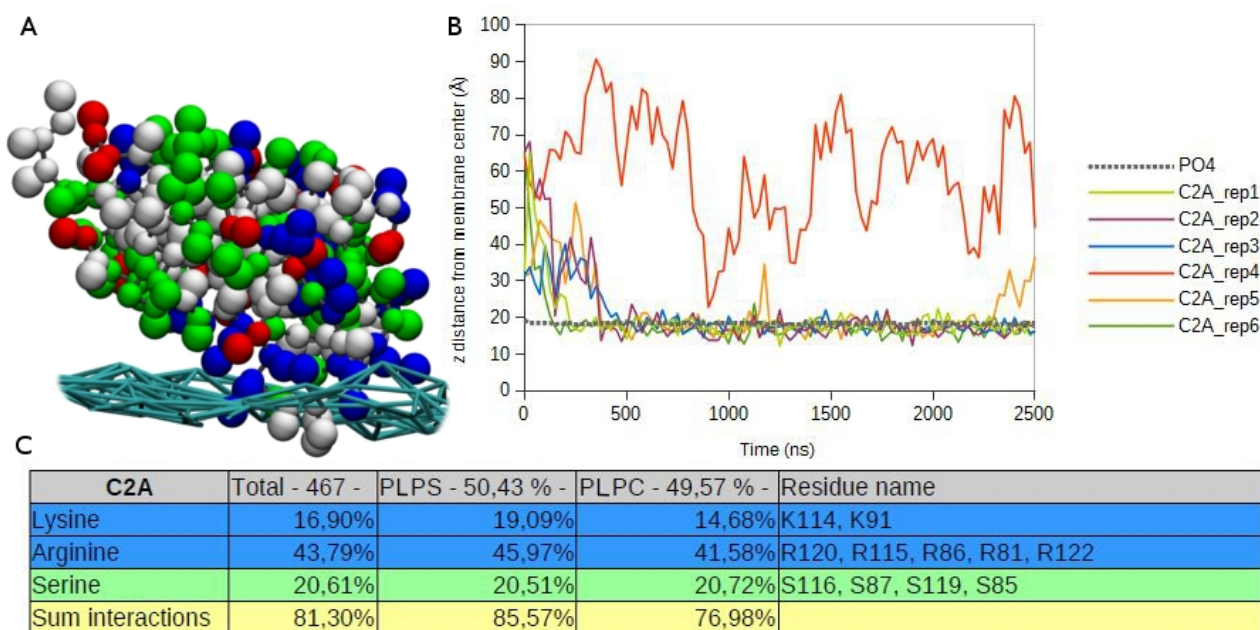 A
B
100
90
80
70
60
50
40
30
20
10
0
z distance from membrane center (Å)
0
500
1000
1500
2000
2500
Time (ns)
PO4
C2A_rep1
C2A_rep2
C2A_rep3
C2A_rep4
C2A_rep5
C2A_rep6
C
C2A Total - 467 - PLPS - 50,43 % - PLPC - 49,57 % - Residue name
Lysine 16,90% 19,09% 14,68% K114, K91
Arginine 43,79% 45,97% 41,58% R120, R115, R86, R81, R122
Serine 20,61% 20,51% 20,72% S116, S87, S119, S85
Sum interactions 81,30% 85,57% 76,98%